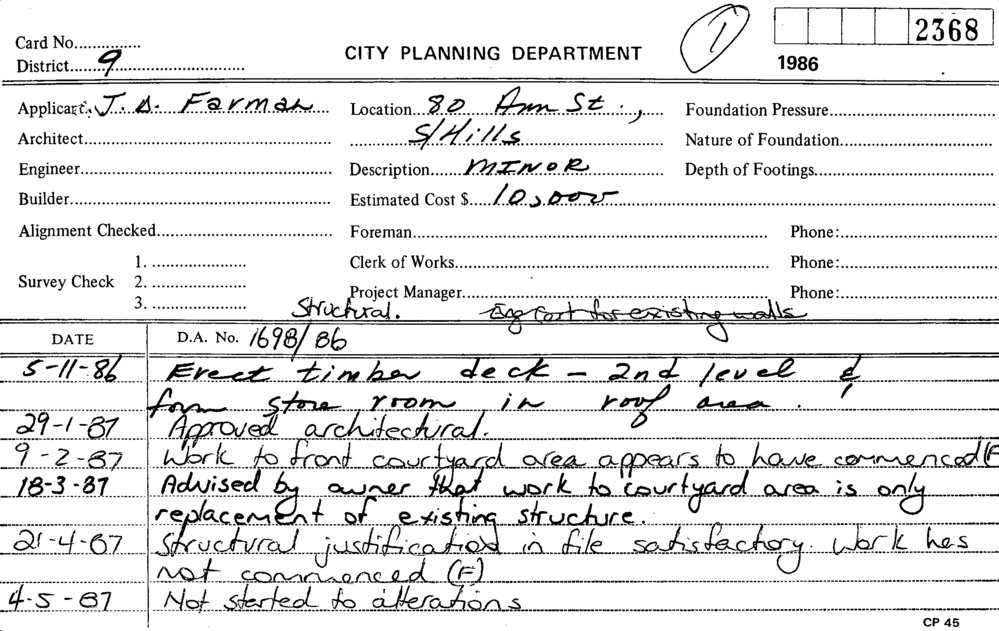 Card No.
CITY PLANNING DEPARTMENT
1
2368
District 9
1986
Applicant J. D. Farman
Location 80 Ann St.,
Foundation Pressure
Architect
S/Hills
Nature of Foundation
Engineer
Description MINOR
Depth of Footings
Builder
Estimated Cost $ 10,000
Alignment Checked
Foreman
Phone:
Survey Check
1.
2.
3.
Clerk of Works
Phone:
Project Manager
Phone:
Structural. Eng cert for existing walls
DATE
D.A. No. 1698/86
5-11-86 Erect timber deck — 2nd level &
form store room in roof area.
29-1-87 Approved architectural.
9-2-87 Work to front courtyard area appears to have commenced (F
18-3-87 Advised by owner that work to courtyard area is only
replacement of existing structure.
21-4-87 Structural justification in file satisfactory. Work has
not commenced (F)
4-5-87 Not started to alterations
CP 45